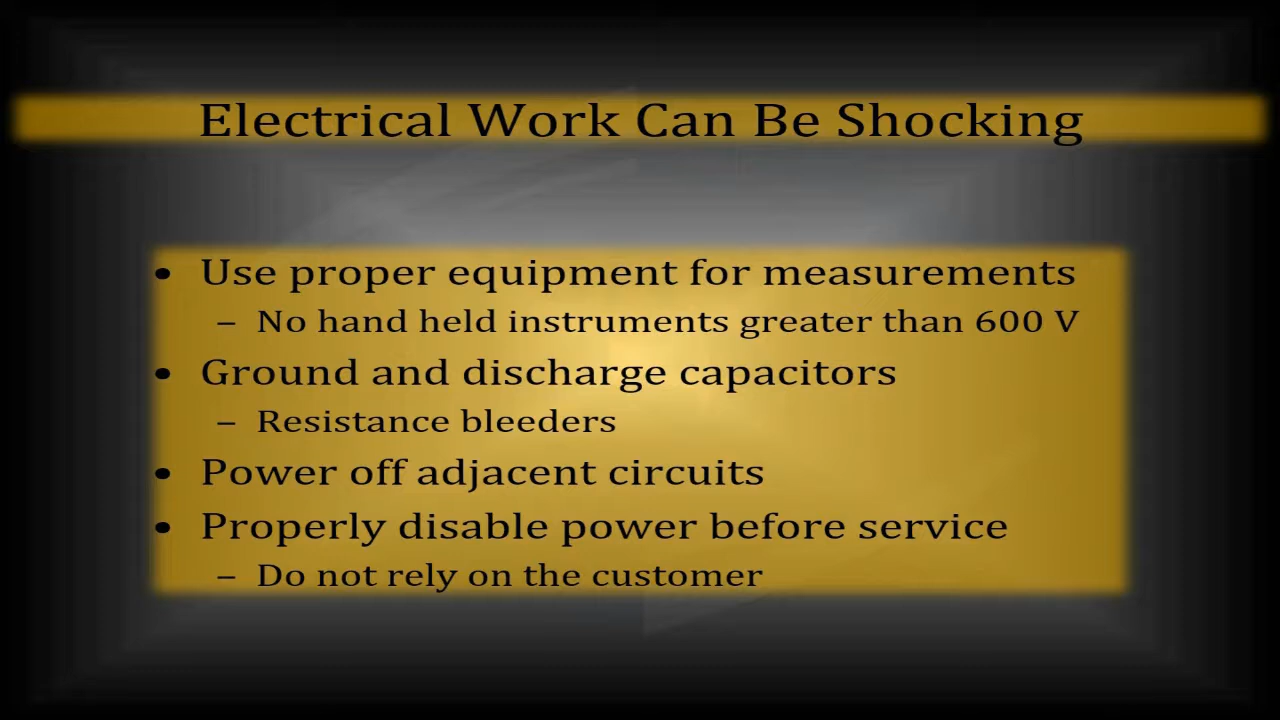 Electrical Work Can Be Shocking
• Use proper equipment for measurements
– No hand held instruments greater than 600 V
• Ground and discharge capacitors
– Resistance bleeders
• Power off adjacent circuits
• Properly disable power before service
– Do not rely on the customer